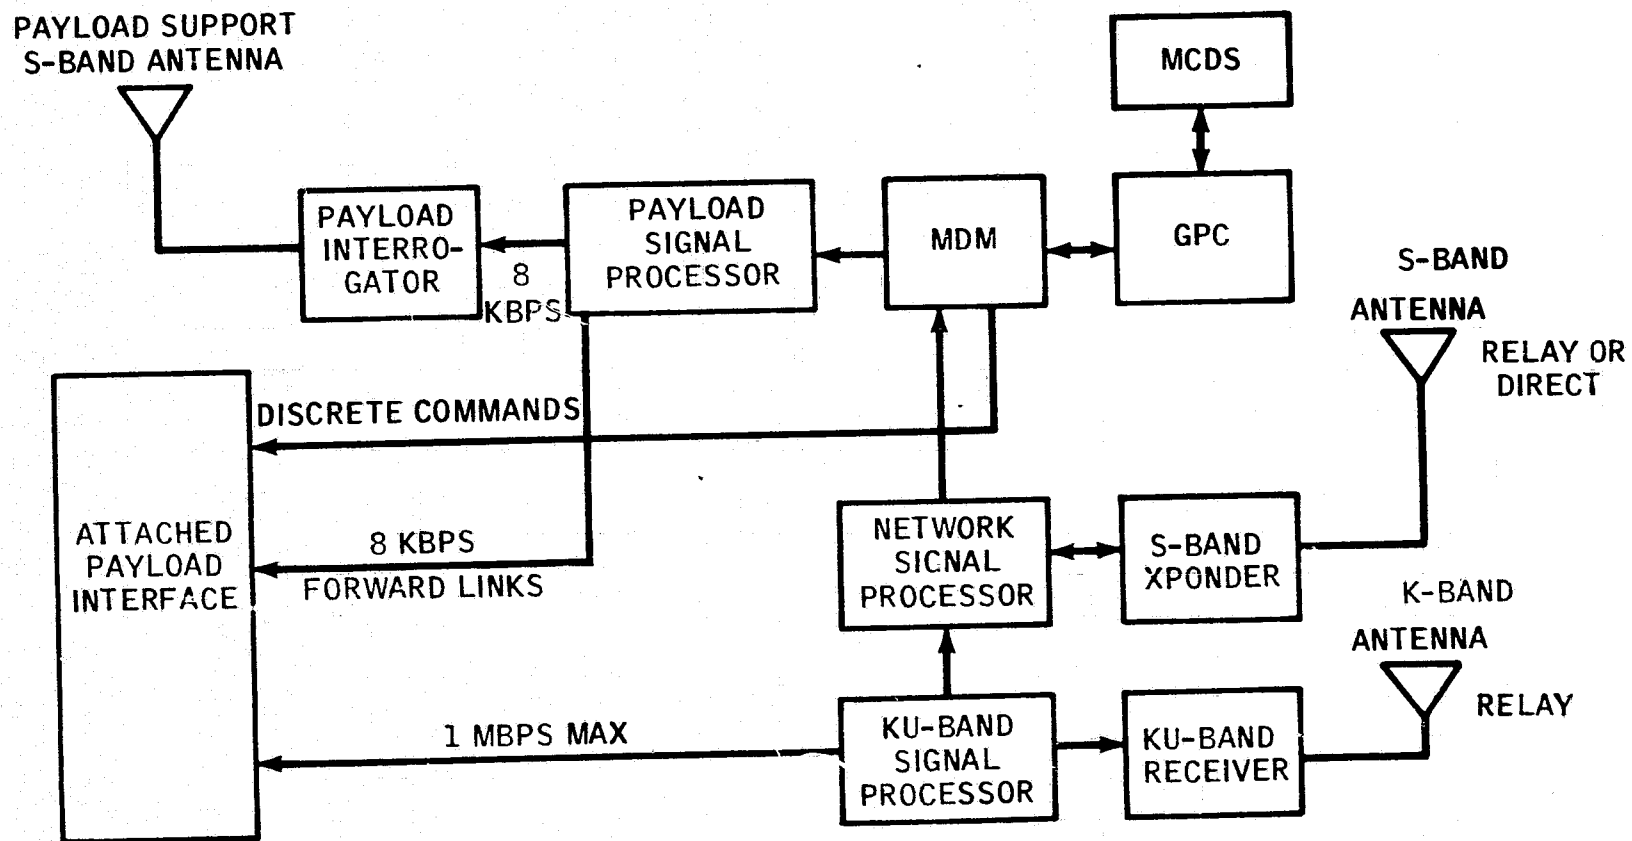 PAYLOAD SUPPORT
S-BAND ANTENNA
MCDS
PAYLOAD
INTERRO-
GATOR
8
KBPS
PAYLOAD
SIGNAL
PROCESSOR
MDM
GPC
S-BAND
ANTENNA
RELAY OR
DIRECT
DISCRETE COMMANDS
ATTACHED
PAYLOAD
INTERFACE
8 KBPS
FORWARD LINKS
NETWORK
SICNAL
PROCESSOR
S-BAND
XPONDER
K-BAND
ANTENNA
RELAY
1 MBPS MAX
KU-BAND
SIGNAL
PROCESSOR
KU-BAND
RECEIVER